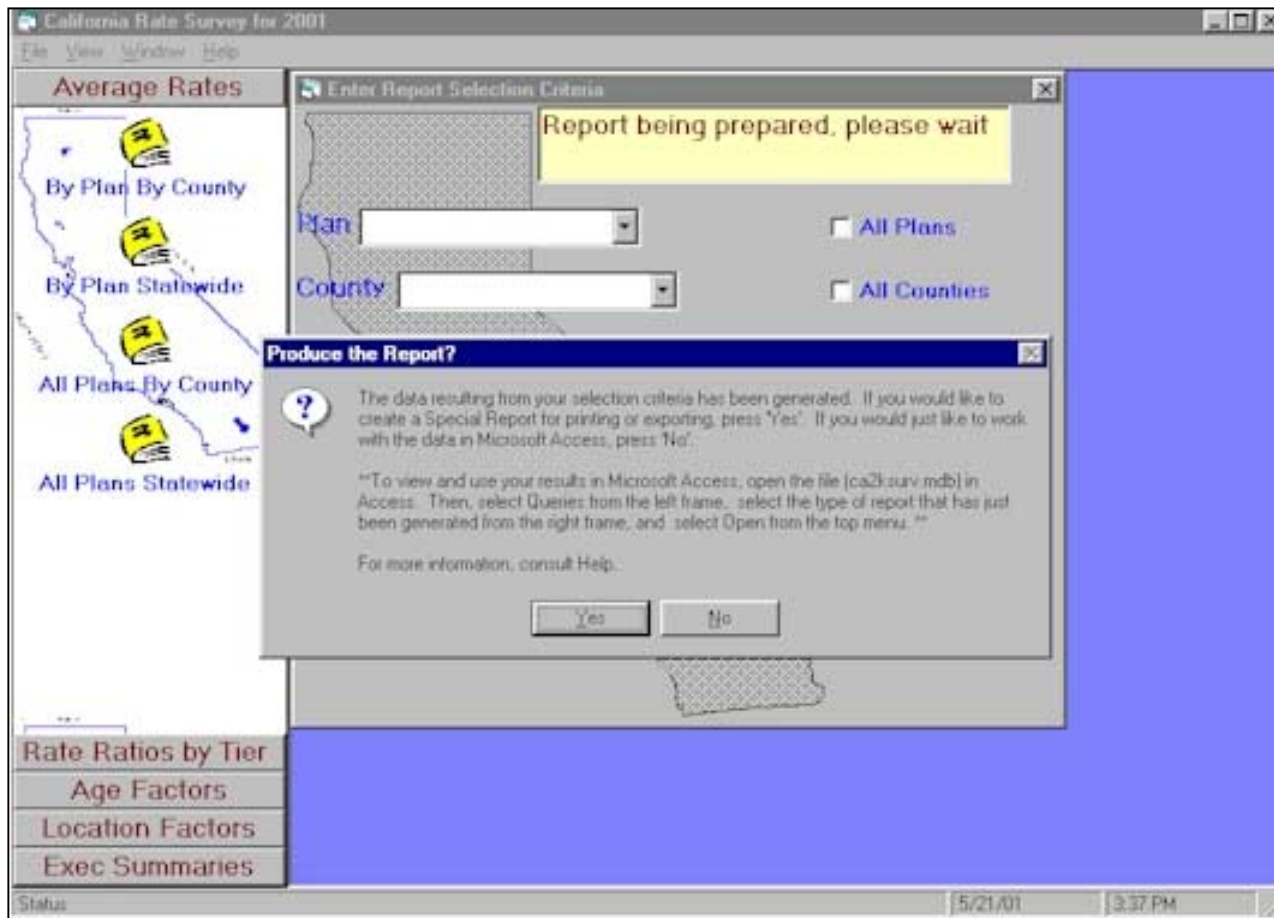 California Rate Survey for 2001
File View Window Help
Average Rates
By Plan By County
By Plan Statewide
All Plans By County
All Plans Statewide
Rate Ratios by Tier
Age Factors
Location Factors
Exec Summaries
Enter Report Selection Criteria
Report being prepared, please wait
Plan
All Plans
County
All Counties
Produce the Report?
The data resulting from your selection criteria has been generated. If you would like to
create a Special Report for printing or exporting, press 'Yes'. If you would just like to work
with the data in Microsoft Access, press 'No'.
**To view and use your results in Microsoft Access, open the file (ca2ksurv.mdb) in
Access. Then, select Queries from the left frame, select the type of report that has just
been generated from the right frame, and select Open from the top menu. **
For more information, consult Help.
Yes No
Status 5/21/01 3:37 PM